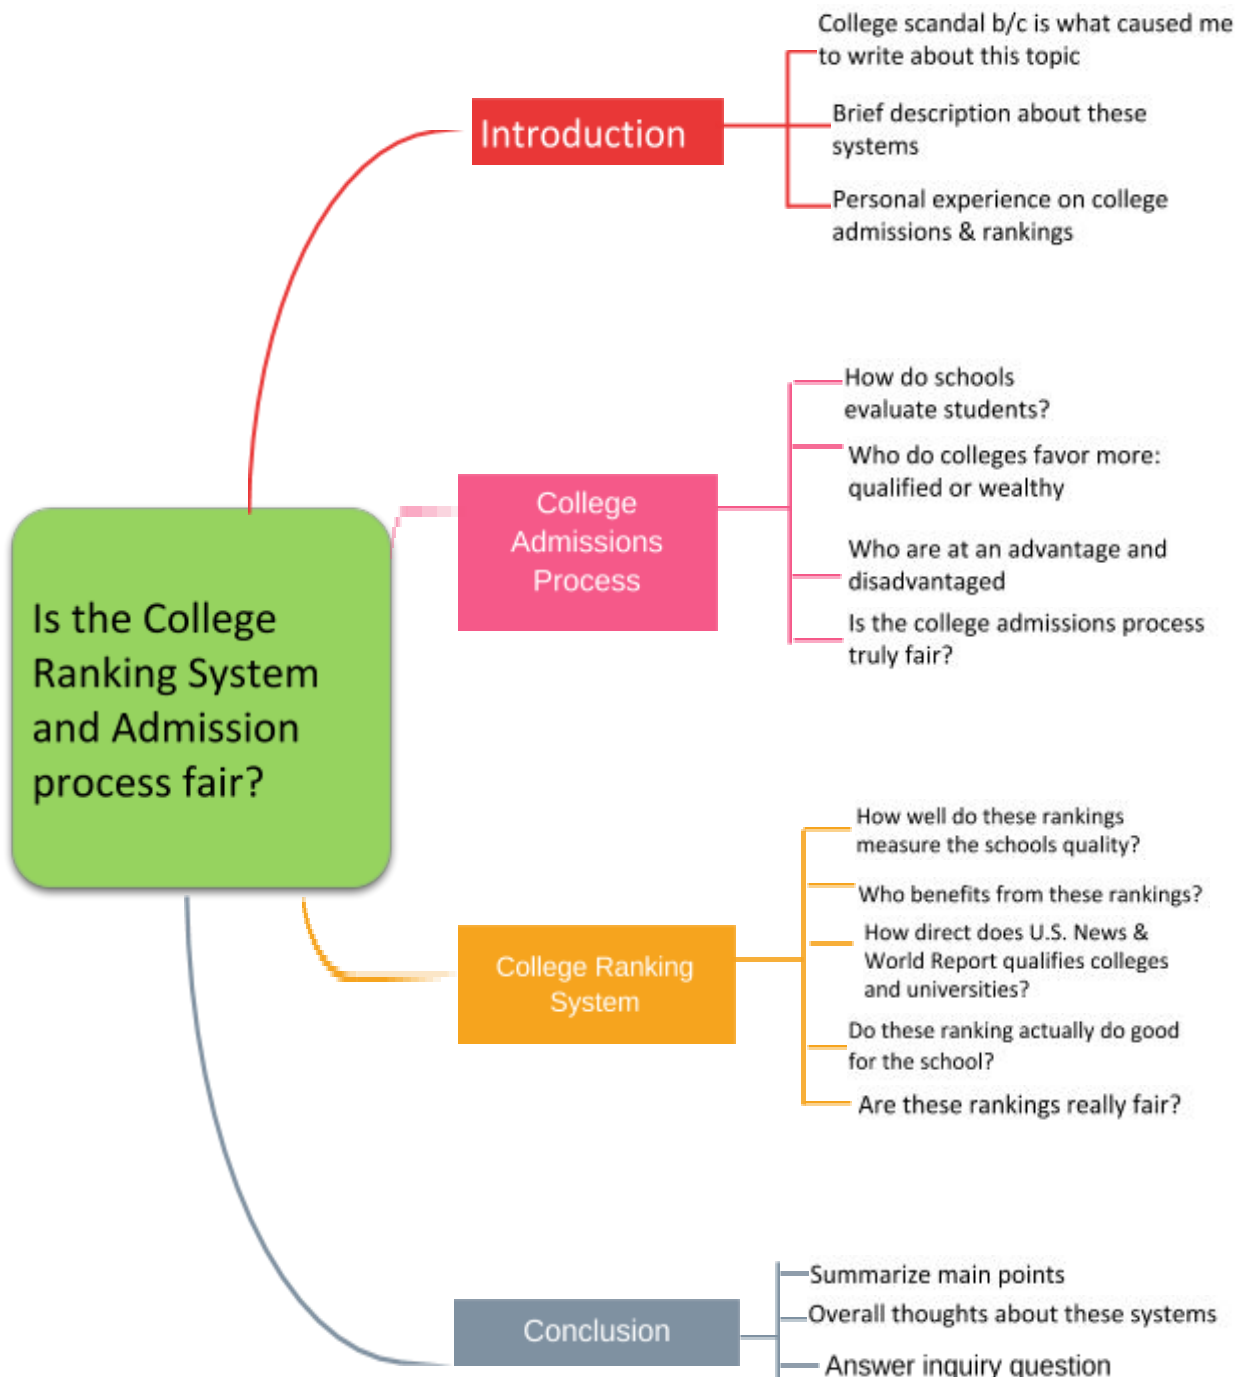 College scandal b/c is what caused me
to write about this topic
Introduction
Brief description about these
systems
Personal experience on college
admissions & rankings
How do schools
evaluate students?
Who do colleges favor more:
qualified or wealthy
College
Admissions
Process
Who are at an advantage and
disadvantaged
Is the college admissions process
truly fair?
Is the College
Ranking System
and Admission
process fair?
How well do these rankings
measure the schools quality?
Who benefits from these rankings?
How direct does U.S. News &
World Report qualifies colleges
and universities?
College Ranking
System
Do these ranking actually do good
for the school?
Are these rankings really fair?
Summarize main points
Overall thoughts about these systems
Conclusion
Answer inquiry question